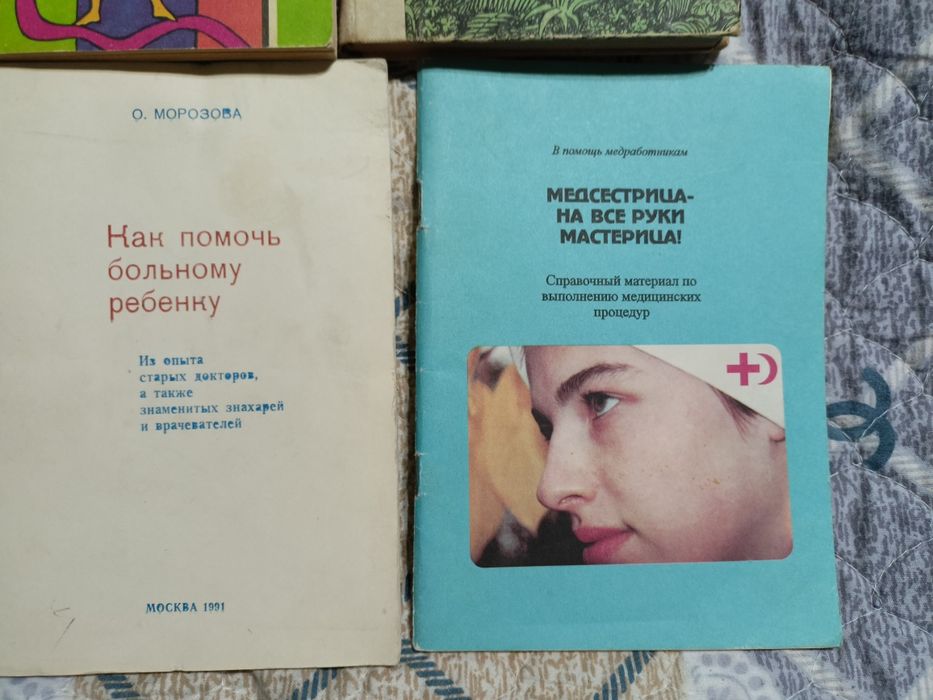 О. МОРОЗОВА
Как помочь
больному
ребенку
Из опыта
старых докторов,
а также
знаменитых знахарей
и врачевателей
МОСКВА 1991
В помощь медработникам
МЕДСЕСТРИЦА-
НА ВСЕ РУКИ
МАСТЕРИЦА!
Справочный материал по
выполнению медицинских
процедур